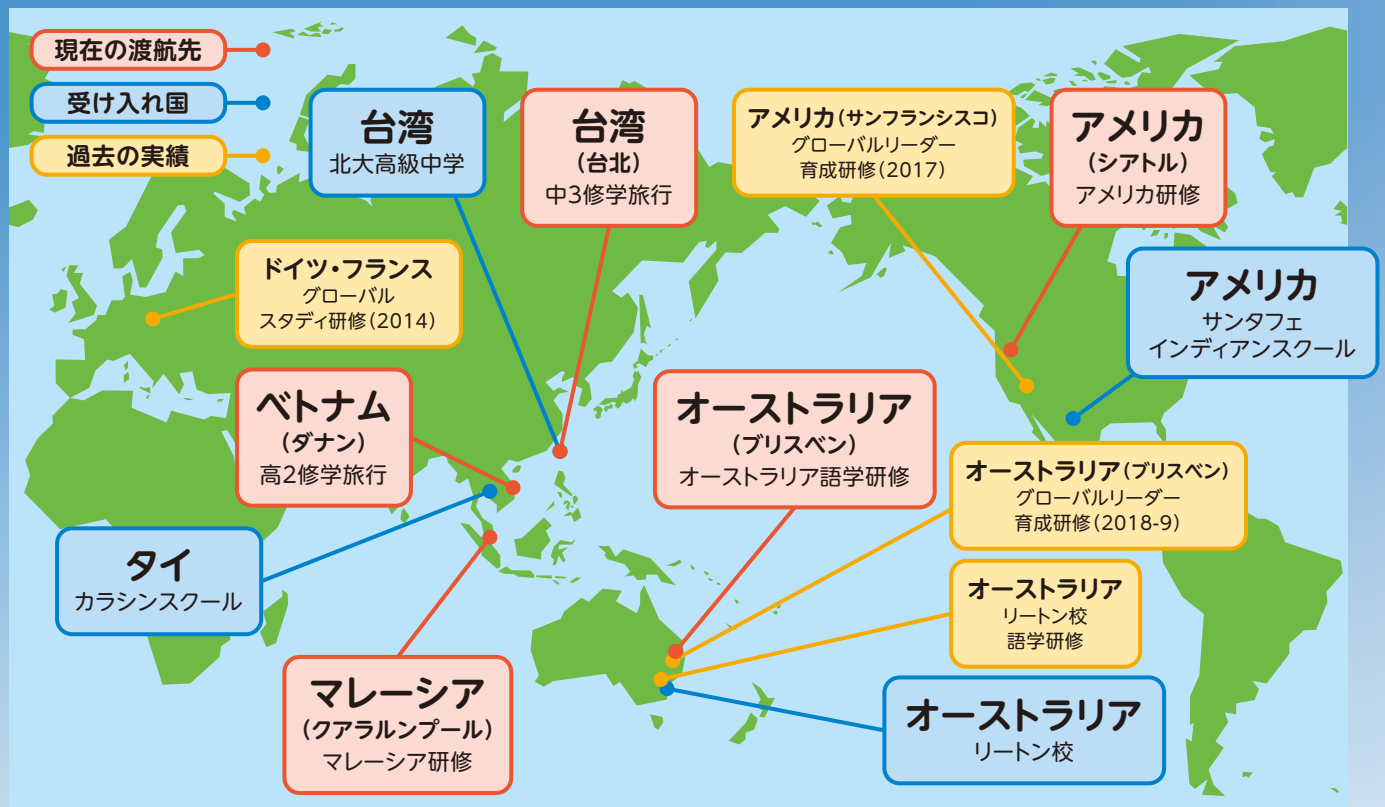 現在の渡航先
受け入れ国
過去の実績
台湾
北大高級中学
台湾
(台北)
中3修学旅行
アメリカ(サンフランシスコ)
グローバルリーダー
育成研修(2017)
アメリカ
(シアトル)
アメリカ研修
ドイツ・フランス
グローバル
スタディ研修(2014)
アメリカ
サンタフェ
インディアンスクール
ベトナム
(ダナン)
高2修学旅行
オーストラリア
(ブリスベン)
オーストラリア語学研修
オーストラリア(ブリスベン)
グローバルリーダー
育成研修(2018-9)
タイ
カラシンスクール
オーストラリア
リートン校
語学研修
マレーシア
(クアラルンプール)
マレーシア研修
オーストラリア
リートン校